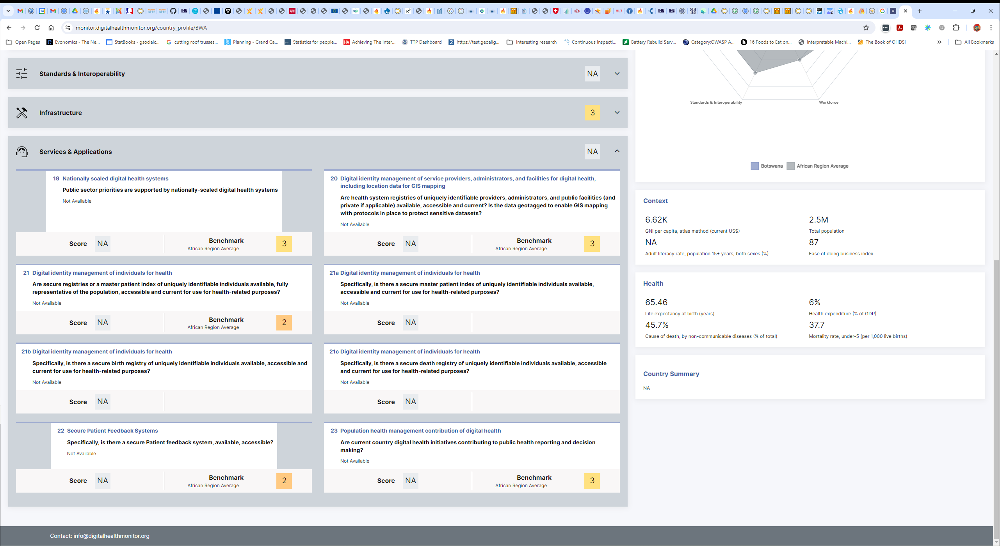 monitor.digitalhealthmonitor.org/country_profile/BWA
Open Pages
Evonomics - The Ne...
StatBooks - gsocialc...
cutting roof trusses...
Planning - Grand Ca...
Statistics for people...
HA Achieving The Inter...
TTP Dashboard
https://test.geoalig...
Interesting research
Continuous Inspecti...
Battery Rebuild Serv...
Category:OWASP A...
16 Foods to Eat on...
Interpretable Machi...
The Book of OHDSI
All Bookmarks
Standards & Interoperability
NA
Infrastructure
3
Services & Applications
NA
19 Nationally scaled digital health systems
Public sector priorities are supported by nationally-scaled digital health systems
Not Available
Score NA
Benchmark
African Region Average
3
20 Digital identity management of service providers, administrators, and facilities for digital health,
including location data for GIS mapping
Are health system registries of uniquely identifiable providers, administrators, and public facilities (and
private if applicable) available, accessible and current? Is the data geotagged to enable GIS mapping
with protocols in place to protect sensitive datasets?
Not Available
Score NA
Benchmark
African Region Average
3
21 Digital identity management of individuals for health
Are secure registries or a master patient index of uniquely identifiable individuals available, fully
representative of the population, accessible and current for use for health-related purposes?
Not Available
Score NA
Benchmark
African Region Average
2
21a Digital identity management of individuals for health
Specifically, is there a secure master patient index of uniquely identifiable individuals available,
accessible and current for use for health-related purposes?
Not Available
Score NA
21b Digital identity management of individuals for health
Specifically, is there a secure birth registry of uniquely identifiable individuals available, accessible and
current for use for health-related purposes?
Not Available
Score NA
21c Digital identity management of individuals for health
Specifically, is there a secure death registry of uniquely identifiable individuals available, accessible
and current for use for health-related purposes?
Not Available
Score NA
22 Secure Patient Feedback Systems
Specifically, is there a secure Patient feedback system, available, accessible?
Not Available
Score NA
Benchmark
African Region Average
2
23 Population health management contribution of digital health
Are current country digital health initiatives contributing to public health reporting and decision
making?
Not Available
Score NA
Benchmark
African Region Average
3
Standards & Interoperability
Workforce
Botswana
African Region Average
Context
6.62K
GNI per capita, atlas method (current US$)
2.5M
Total population
NA
Adult literacy rate, population 15+ years, both sexes (%)
87
Ease of doing business index
Health
65.46
Life expectancy at birth (years)
6%
Health expenditure (% of GDP)
45.7%
Cause of death, by non-communicable diseases (% of total)
37.7
Mortality rate, under-5 (per 1,000 live births)
Country Summary
NA
Contact: info@digitalhealthmonitor.org